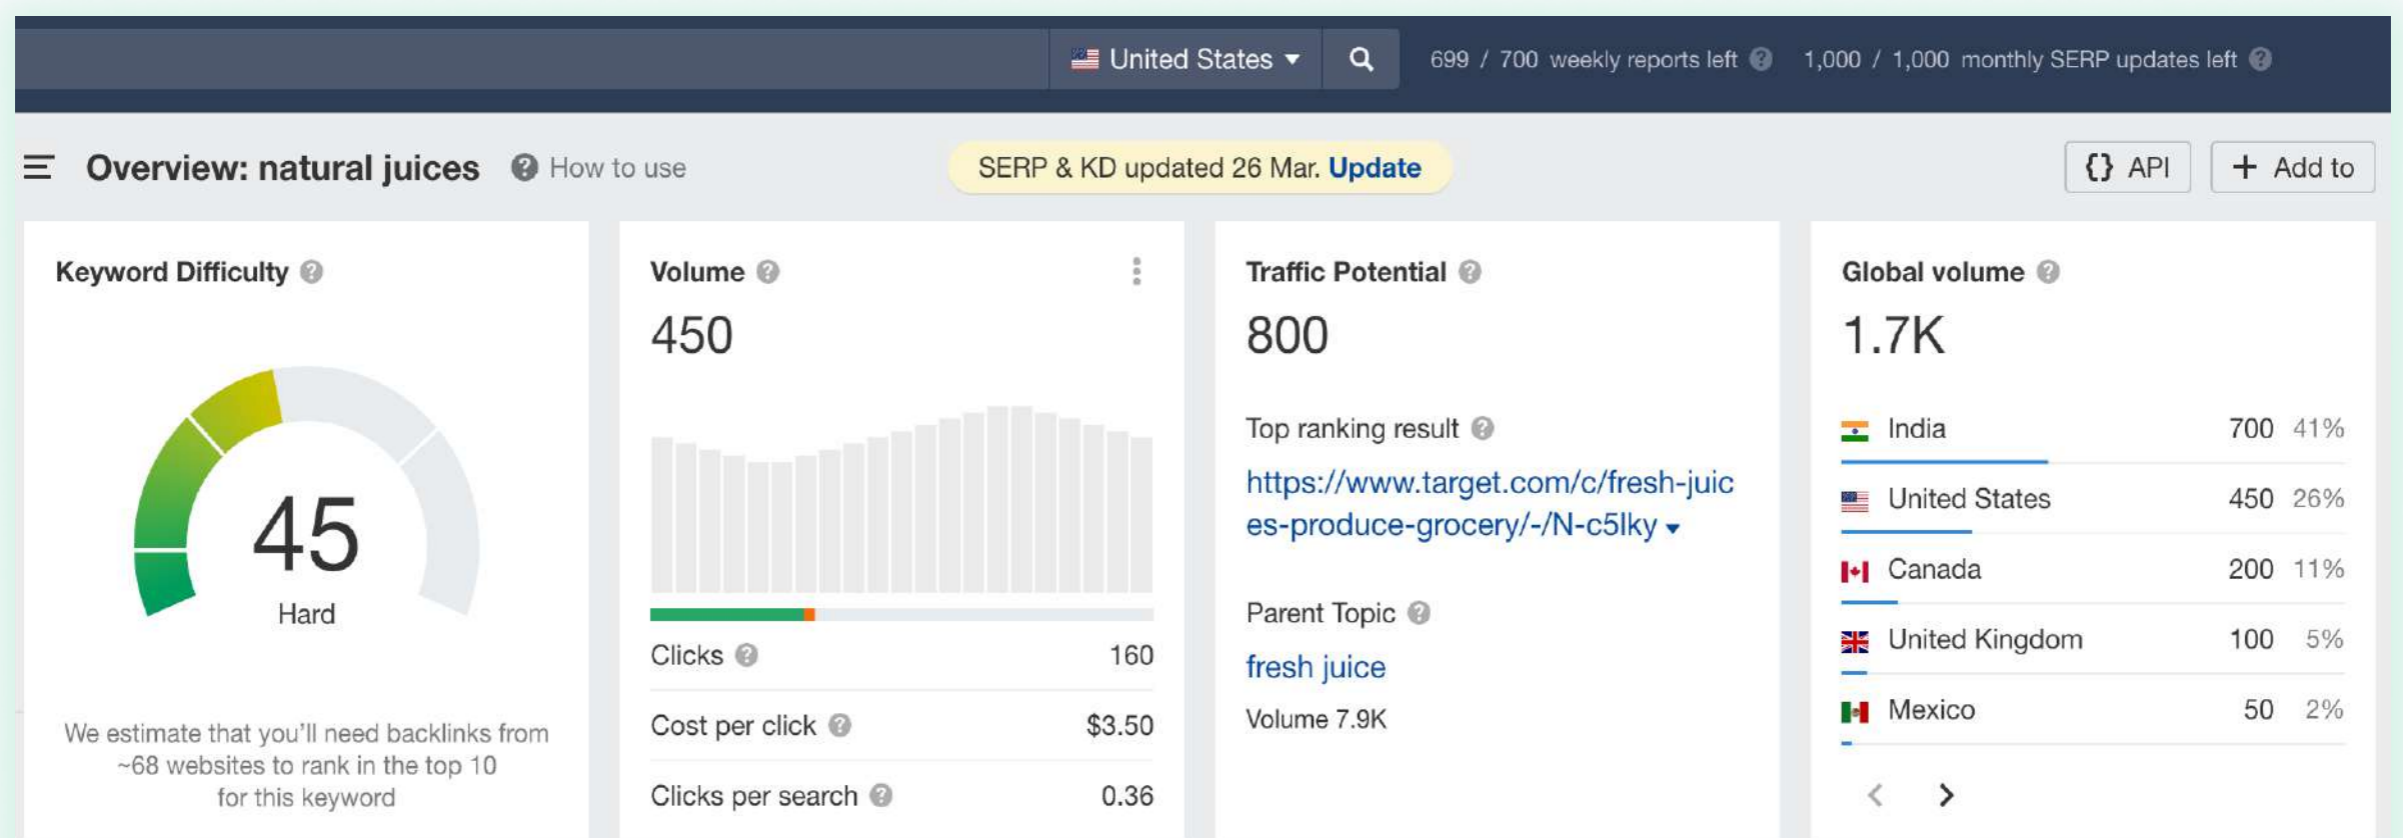 United States
699 / 700 weekly reports left ?
1,000 / 1,000 monthly SERP updates left ?
Overview: natural juices
? How to use
SERP & KD updated 26 Mar. Update
{} API
+ Add to
Keyword Difficulty ?
45
Hard
We estimate that you’ll need backlinks from
~68 websites to rank in the top 10
for this keyword
Volume ?
450
Clicks ? 160
Cost per click ? $3.50
Clicks per search ? 0.36
Traffic Potential ?
800
Top ranking result ?
https://www.target.com/c/fresh-juic
es-produce-grocery/-/N-c5lky
Parent Topic ?
fresh juice
Volume 7.9K
Global volume ?
1.7K
India 700 41%
United States 450 26%
Canada 200 11%
United Kingdom 100 5%
Mexico 50 2%